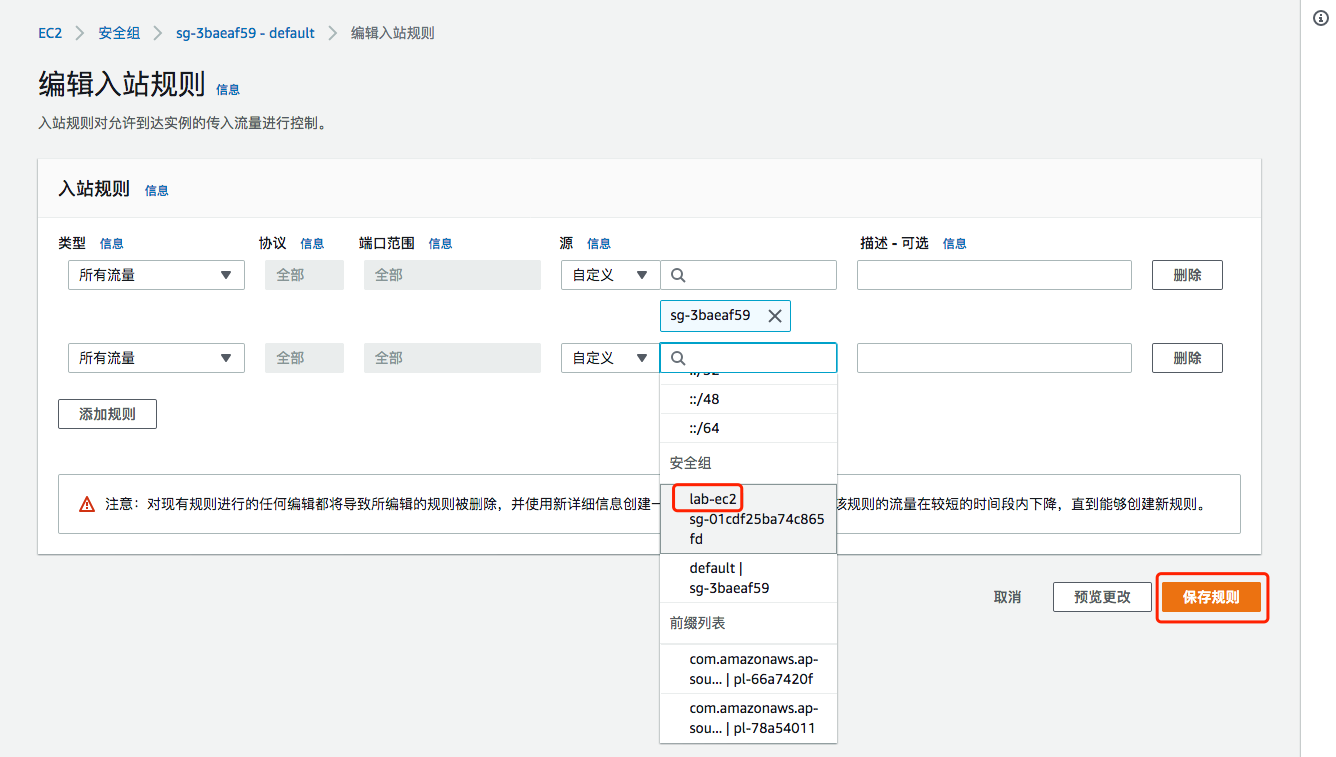 EC2 > 安全组 > sg-3baeaf59 - default > 编辑入站规则
编辑入站规则 信息
入站规则对允许到达实例的传入流量进行控制。
入站规则 信息
类型 信息 协议 信息 端口范围 信息 源 信息 描述 - 可选 信息
所有流量 全部 全部 自定义 删除
sg-3baeaf59
所有流量 全部 全部 自定义 删除
::/32
::/48
添加规则
::/64
安全组
注意：对现有规则进行的任何编辑都将导致所编辑的规则被删除，并使用新详细信息创建一 该规则的流量在较短的时间段内下降，直到能够创建新规则。
lab-ec2
sg-01cdf25ba74c865
fd
default |
sg-3baeaf59
取消 预览更改 保存规则
前缀列表
com.amazonaws.ap-
sou... | pl-66a7420f
com.amazonaws.ap-
sou... | pl-78a54011